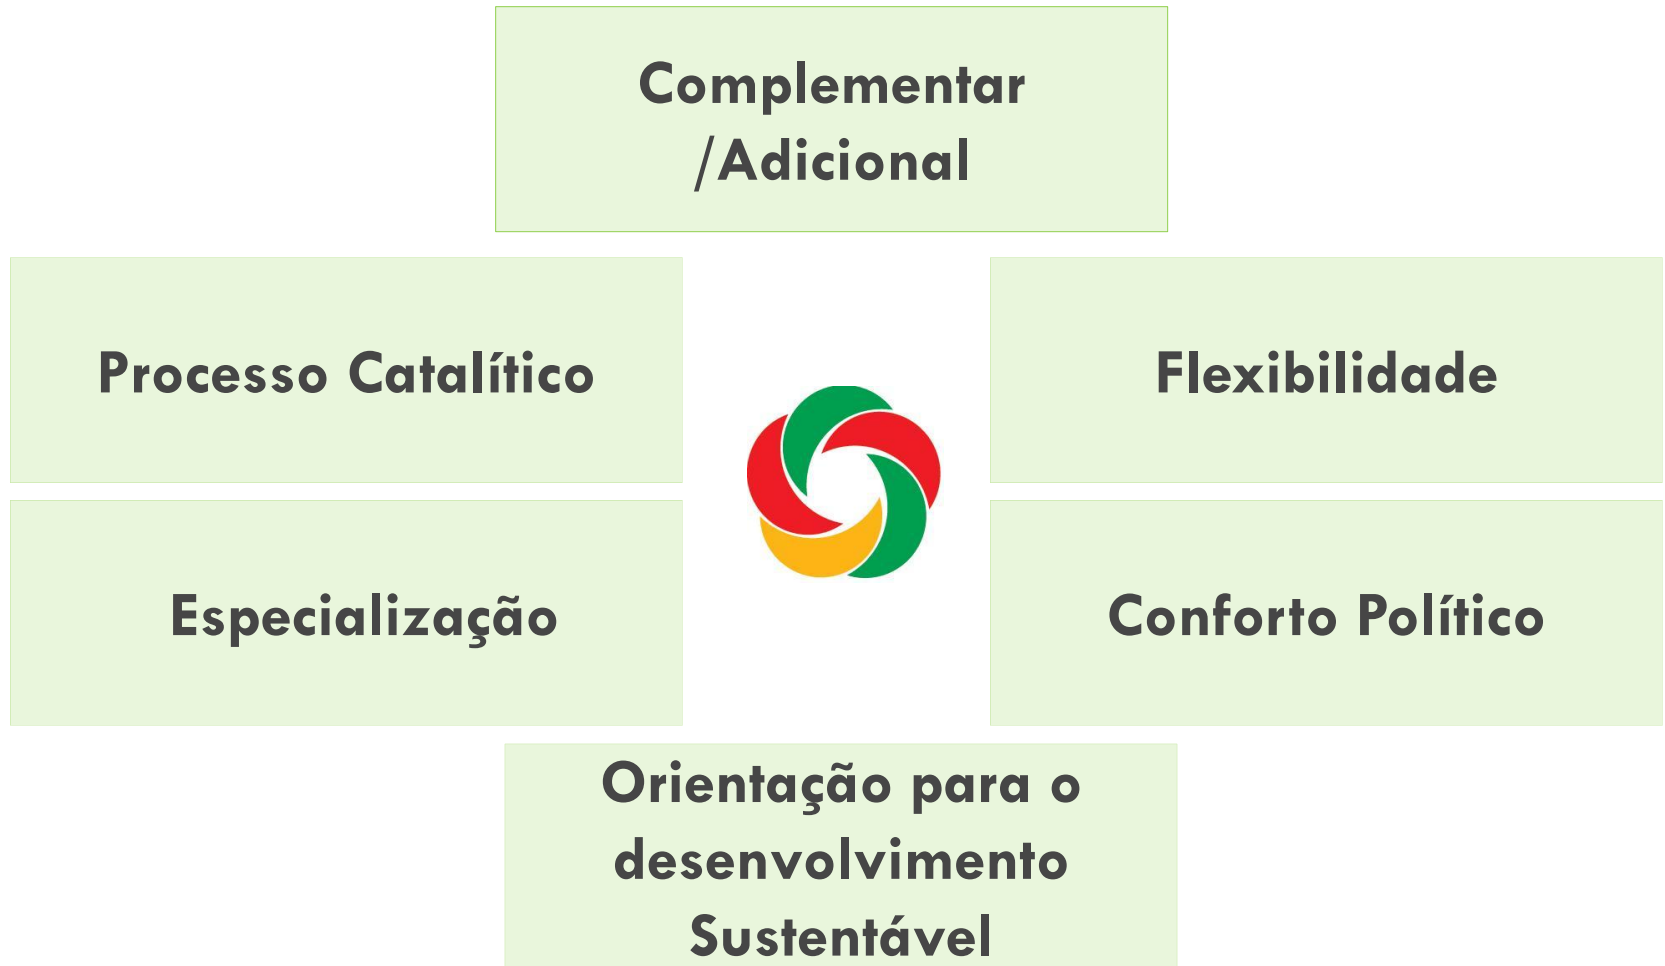 Complementar
/Adicional
Processo Catalítico
Flexibilidade
Especialização
Conforto Político
Orientação para o
desenvolvimento
Sustentável